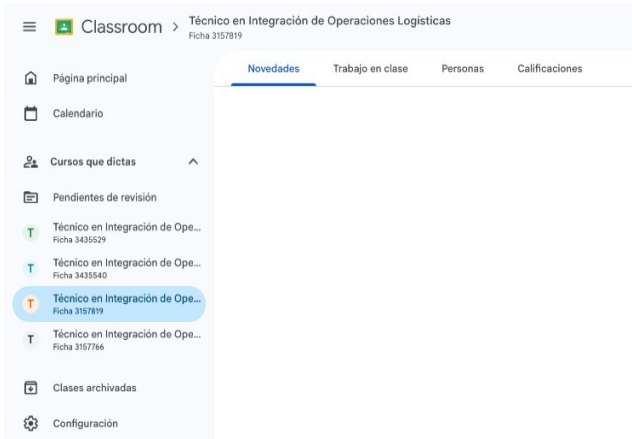 Classroom > Técnico en Integración de Operaciones Logísticas
Ficha 3157819
Novedades Trabajo en clase Personas Calificaciones
Página principal
Calendario
Cursos que dictas
Pendientes de revisión
T Técnico en Integración de Ope...
Ficha 3435529
T Técnico en Integración de Ope...
Ficha 3435540
T Técnico en Integración de Ope...
Ficha 3157819
T Técnico en Integración de Ope...
Ficha 3157766
Clases archivadas
Configuración